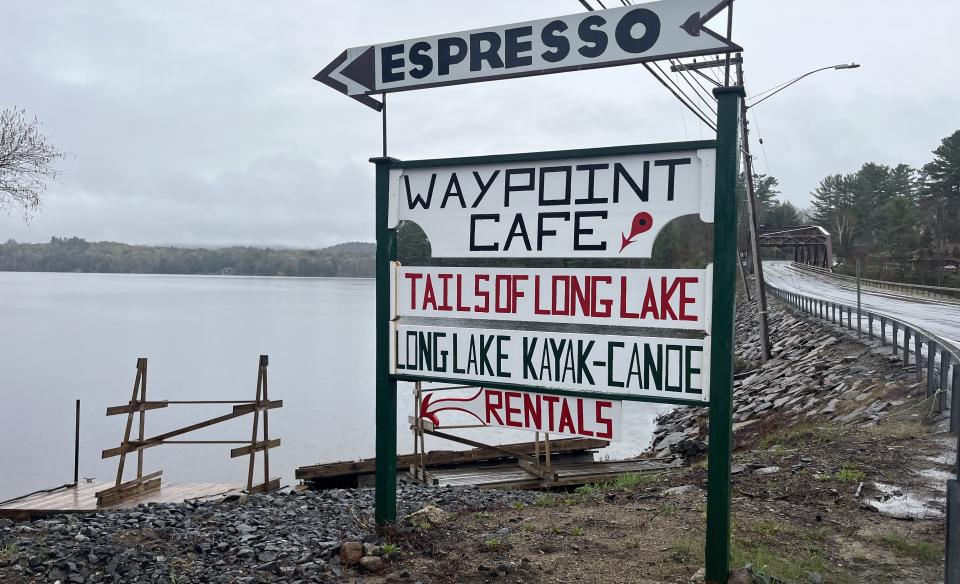 ESPRESSO
WAYPOINT
CAFE
TAILS OF LONG LAKE
LONG LAKE KAYAK-CANOE
RENTALS